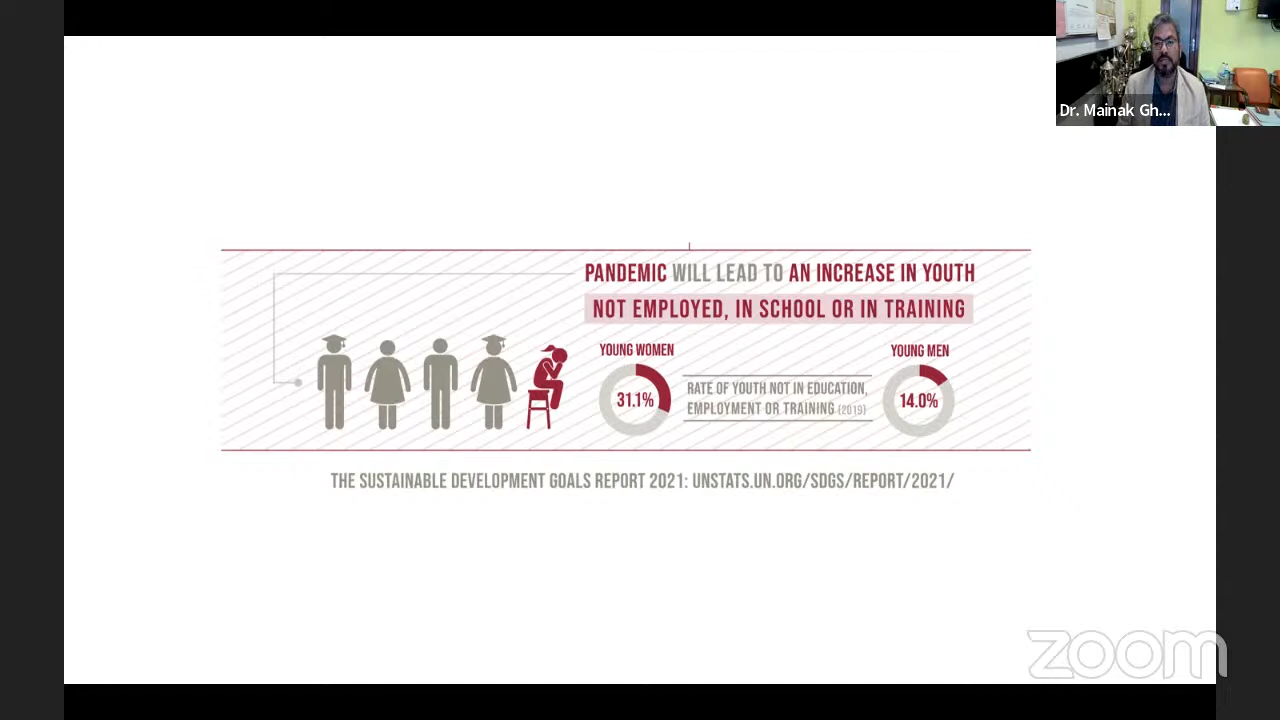 Dr. Mainak Gh...
PANDEMIC WILL LEAD TO AN INCREASE IN YOUTH
NOT EMPLOYED, IN SCHOOL OR IN TRAINING
YOUNG WOMEN
31.1%
RATE OF YOUTH NOT IN EDUCATION,
EMPLOYMENT OR TRAINING (2019)
YOUNG MEN
14.0%
THE SUSTAINABLE DEVELOPMENT GOALS REPORT 2021: UNSTATS.UN.ORG/SDGS/REPORT/2021/
zoom